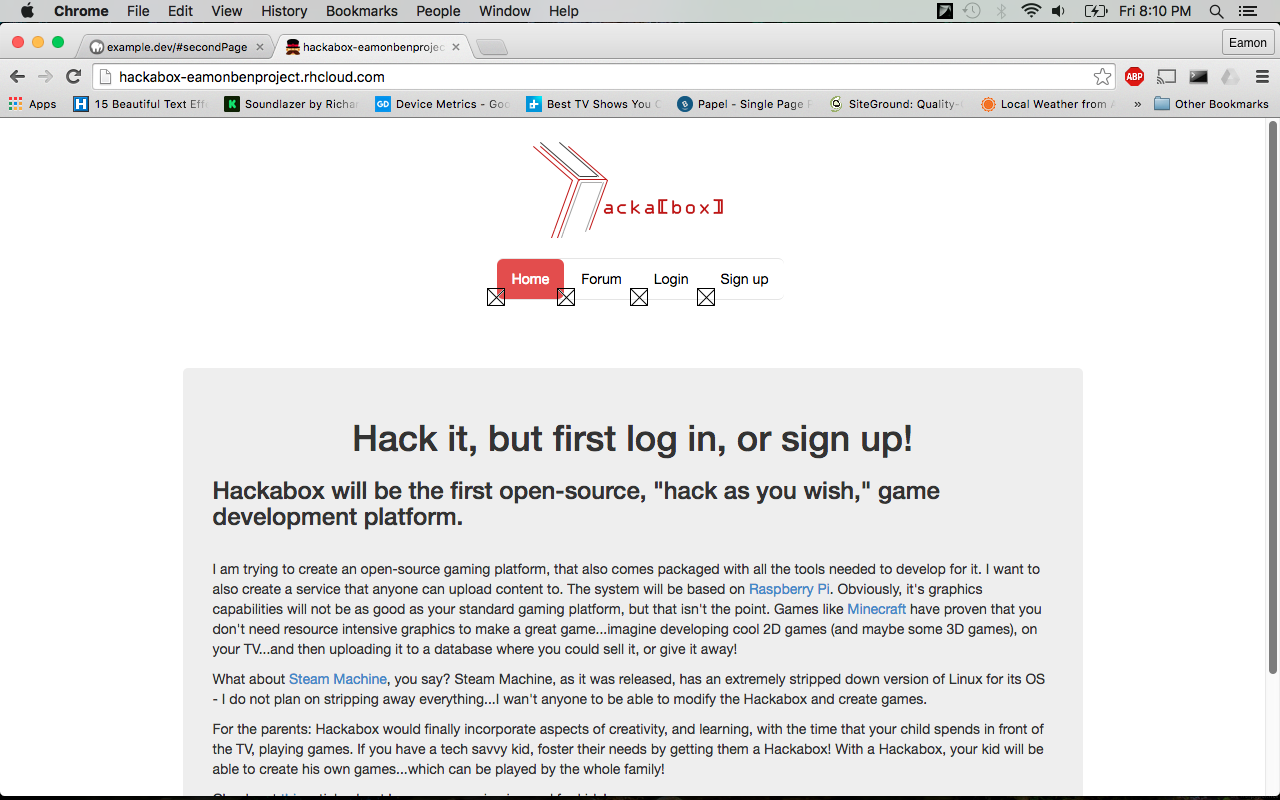 Chrome File Edit View History Bookmarks People Window Help Fri 8:10 PM
example.dev/#secondPage hackabox-eamonbenprojec Eamon
hackabox-eamonbenproject.rhcloud.com ABP
Apps H 15 Beautiful Text Effe K Soundlazer by Richar GD Device Metrics - Goo Best TV Shows You C B Papel - Single Page SiteGround: Quality- Local Weather from A » Other Bookmarks
acka[box]
Home Forum Login Sign up
Hack it, but first log in, or sign up!
Hackabox will be the first open-source, "hack as you wish," game
development platform.
I am trying to create an open-source gaming platform, that also comes packaged with all the tools needed to develop for it. I want to
also create a service that anyone can upload content to. The system will be based on Raspberry Pi. Obviously, it's graphics
capabilities will not be as good as your standard gaming platform, but that isn't the point. Games like Minecraft have proven that you
don't need resource intensive graphics to make a great game...imagine developing cool 2D games (and maybe some 3D games), on
your TV...and then uploading it to a database where you could sell it, or give it away!
What about Steam Machine, you say? Steam Machine, as it was released, has an extremely stripped down version of Linux for its OS
- I do not plan on stripping away everything...I wan't anyone to be able to modify the Hackabox and create games.
For the parents: Hackabox would finally incorporate aspects of creativity, and learning, with the time that your child spends in front of
the TV, playing games. If you have a tech savvy kid, foster their needs by getting them a Hackabox! With a Hackabox, your kid will be
able to create his own games...which can be played by the whole family!